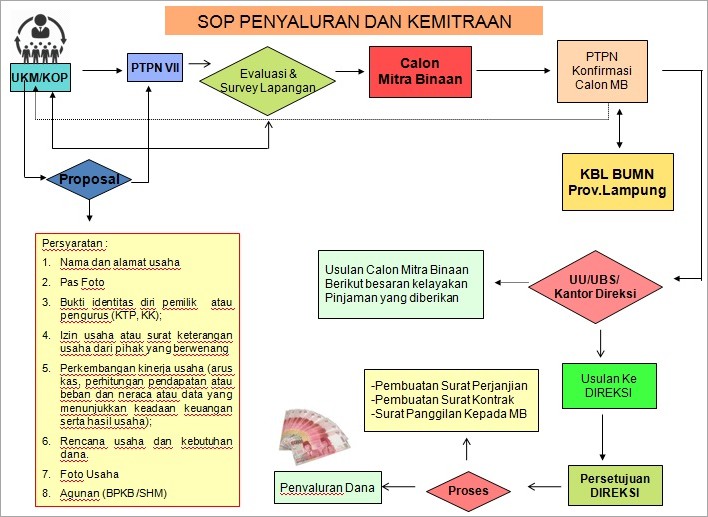 SOP PENYALURAN DAN KEMITRAAN
UKM/KOP
PTPN VII
Evaluasi &
Survey Lapangan
Calon
Mitra Binaan
PTPN
Konfirmasi
Calon MB
Proposal
KBL BUMN
Prov.Lampung
Persyaratan :
1. Nama dan alamat usaha
2. Pas Foto
3. Bukti identitas diri pemilik atau
pengurus (KTP, KK);
4. Izin usaha atau surat keterangan
usaha dari pihak yang berwenang
5. Perkembangan kinerja usaha (arus
kas, perhitungan pendapatan atau
beban dan neraca atau data yang
menunjukkan keadaan keuangan
serta hasil usaha);
6. Rencana usaha dan kebutuhan
dana.
7. Foto Usaha
8. Agunan (BPKB/SHM)
Usulan Calon Mitra Binaan
Berikut besaran kelayakan
Pinjaman yang diberikan
UU/UBS/
Kantor Direksi
Usulan Ke
DIREKSI
-Pembuatan Surat Perjanjian
-Pembuatan Surat Kontrak
-Surat Panggilan Kepada MB
Penyaluran Dana
Proses
Persetujuan
DIREKSI